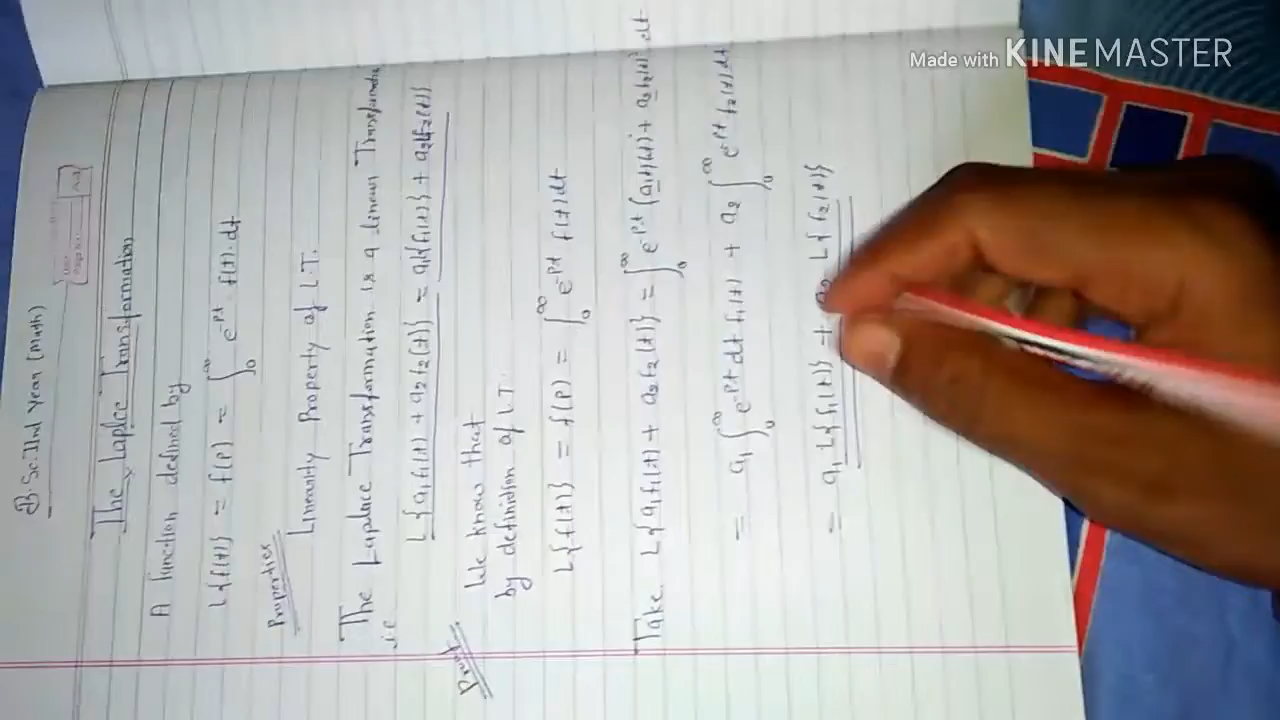 Made with KINEMASTER
B.Sc IInd Year (Math)
The Laplce Transformation
A function defined by
L{f(t)} = f(p) = ∫₀^∞ e^-pt . f(t).dt
Properties
Linearity Property of L.T.
The Laplace Transformation is a linear Transformation
i.e
L{a₁f₁(t) + a₂f₂(t)} = a₁L{f₁(t)} + a₂L{f₂(t)}
Proof
We know that
by definition of L.T.
L{f(t)} = f(p) = ∫₀^∞ e^-pt f(t)dt
Take L{a₁f₁(t) + a₂f₂(t)} = ∫₀^∞ e^-pt {a₁f₁(t) + a₂f₂(t)} dt
= a₁ ∫₀^∞ e^-pt dt f₁(t) + a₂ ∫₀^∞ e^-pt f₂(t)dt
= a₁ L{f₁(t)} + a₂ L{f₂(t)}